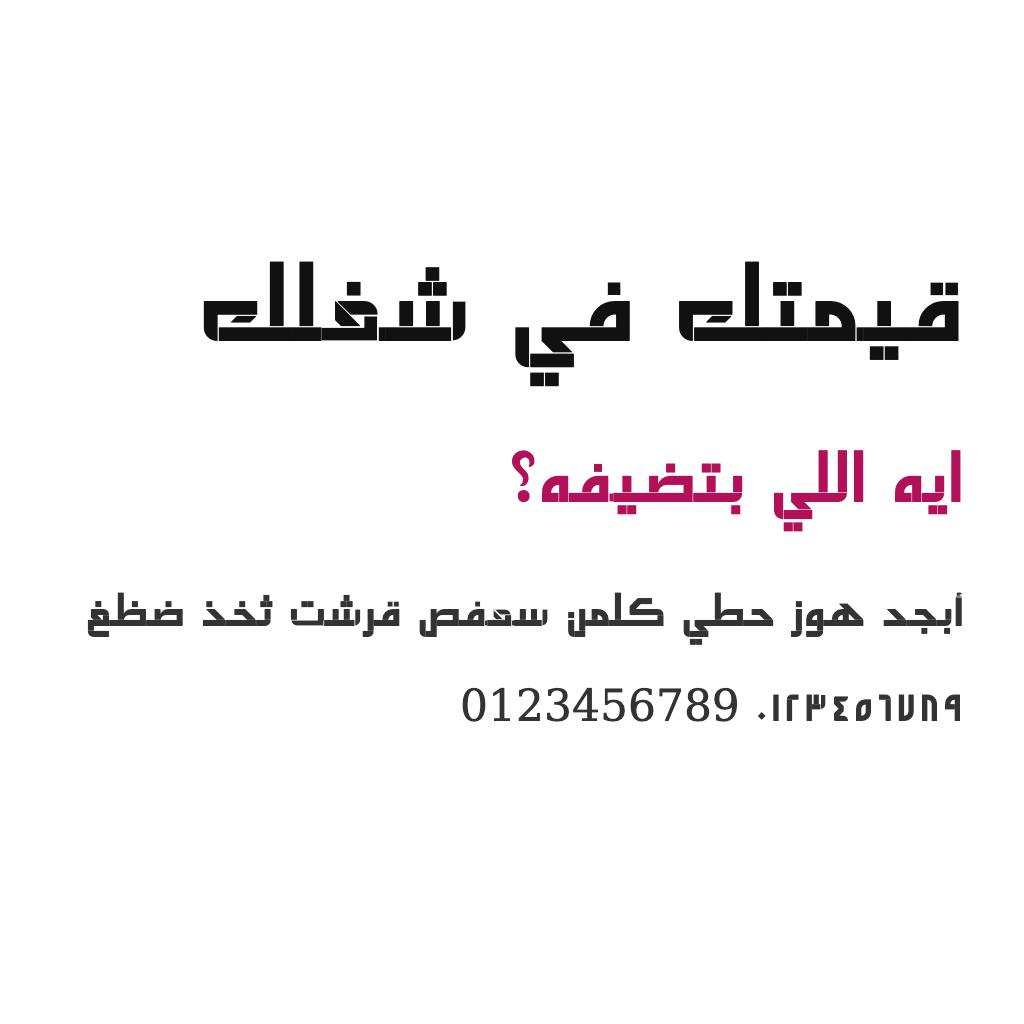 قيمتك في شغلك
ايه اللي بتضيفه؟
أبجد هوز حطي كلمن سعفص قرشت ثخذ ضظغ
٠١٢٣٤٥٦٧٨٩ 0123456789